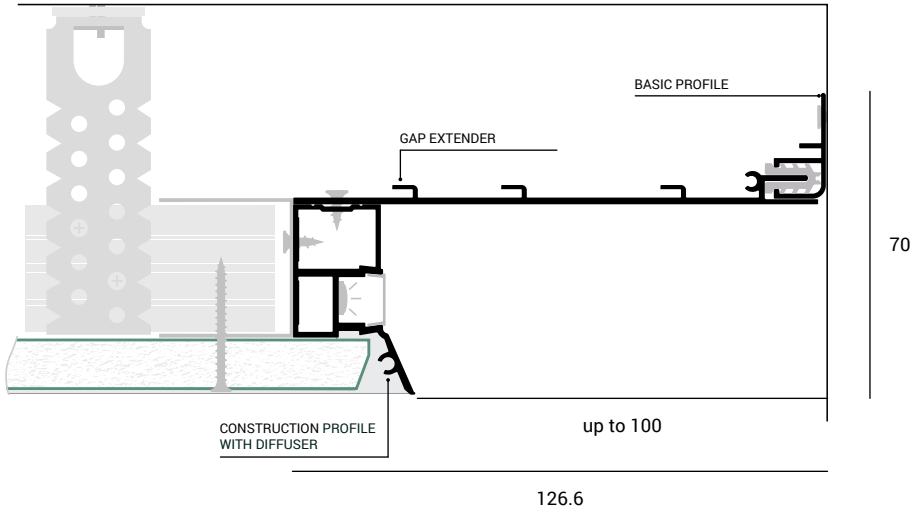 BASIC PROFILE
GAP EXTENDER
70
CONSTRUCTION PROFILE
WITH DIFFUSER
up to 100
126.6